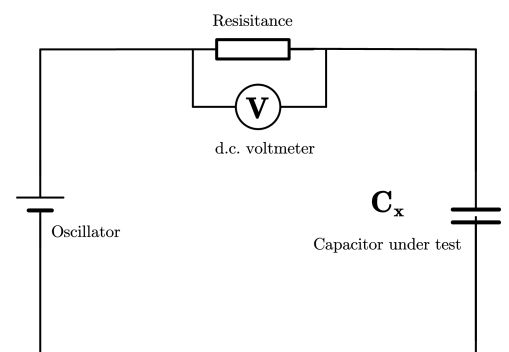 Resisitance
V
d.c. voltmeter
Cx
Oscillator
Capacitor under test